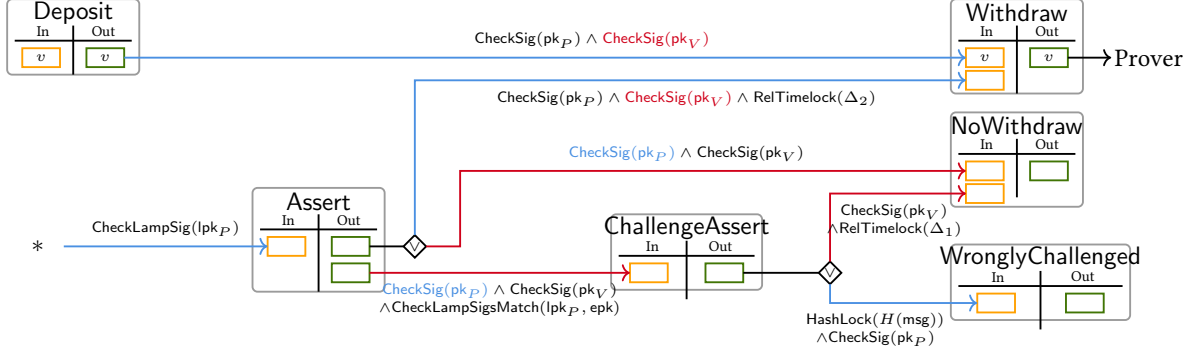 Deposit
In Out
v v
CheckSig(pk_P) ∧ CheckSig(pk_V)
Withdraw
In Out
v v
Prover
CheckSig(pk_P) ∧ CheckSig(pk_V) ∧ RelTimelock(Δ_2)
NoWithdraw
In Out
CheckSig(pk_P) ∧ CheckSig(pk_V)
*
CheckLampSig(lpk_P)
Assert
In Out
∨
CheckSig(pk_P) ∧ CheckSig(pk_V)
∧CheckLampSigsMatch(lpk_P, epk)
ChallengeAssert
In Out
∨
CheckSig(pk_V)
∧RelTimelock(Δ_1)
WronglyChallenged
In Out
HashLock(H(msg))
∧CheckSig(pk_P)